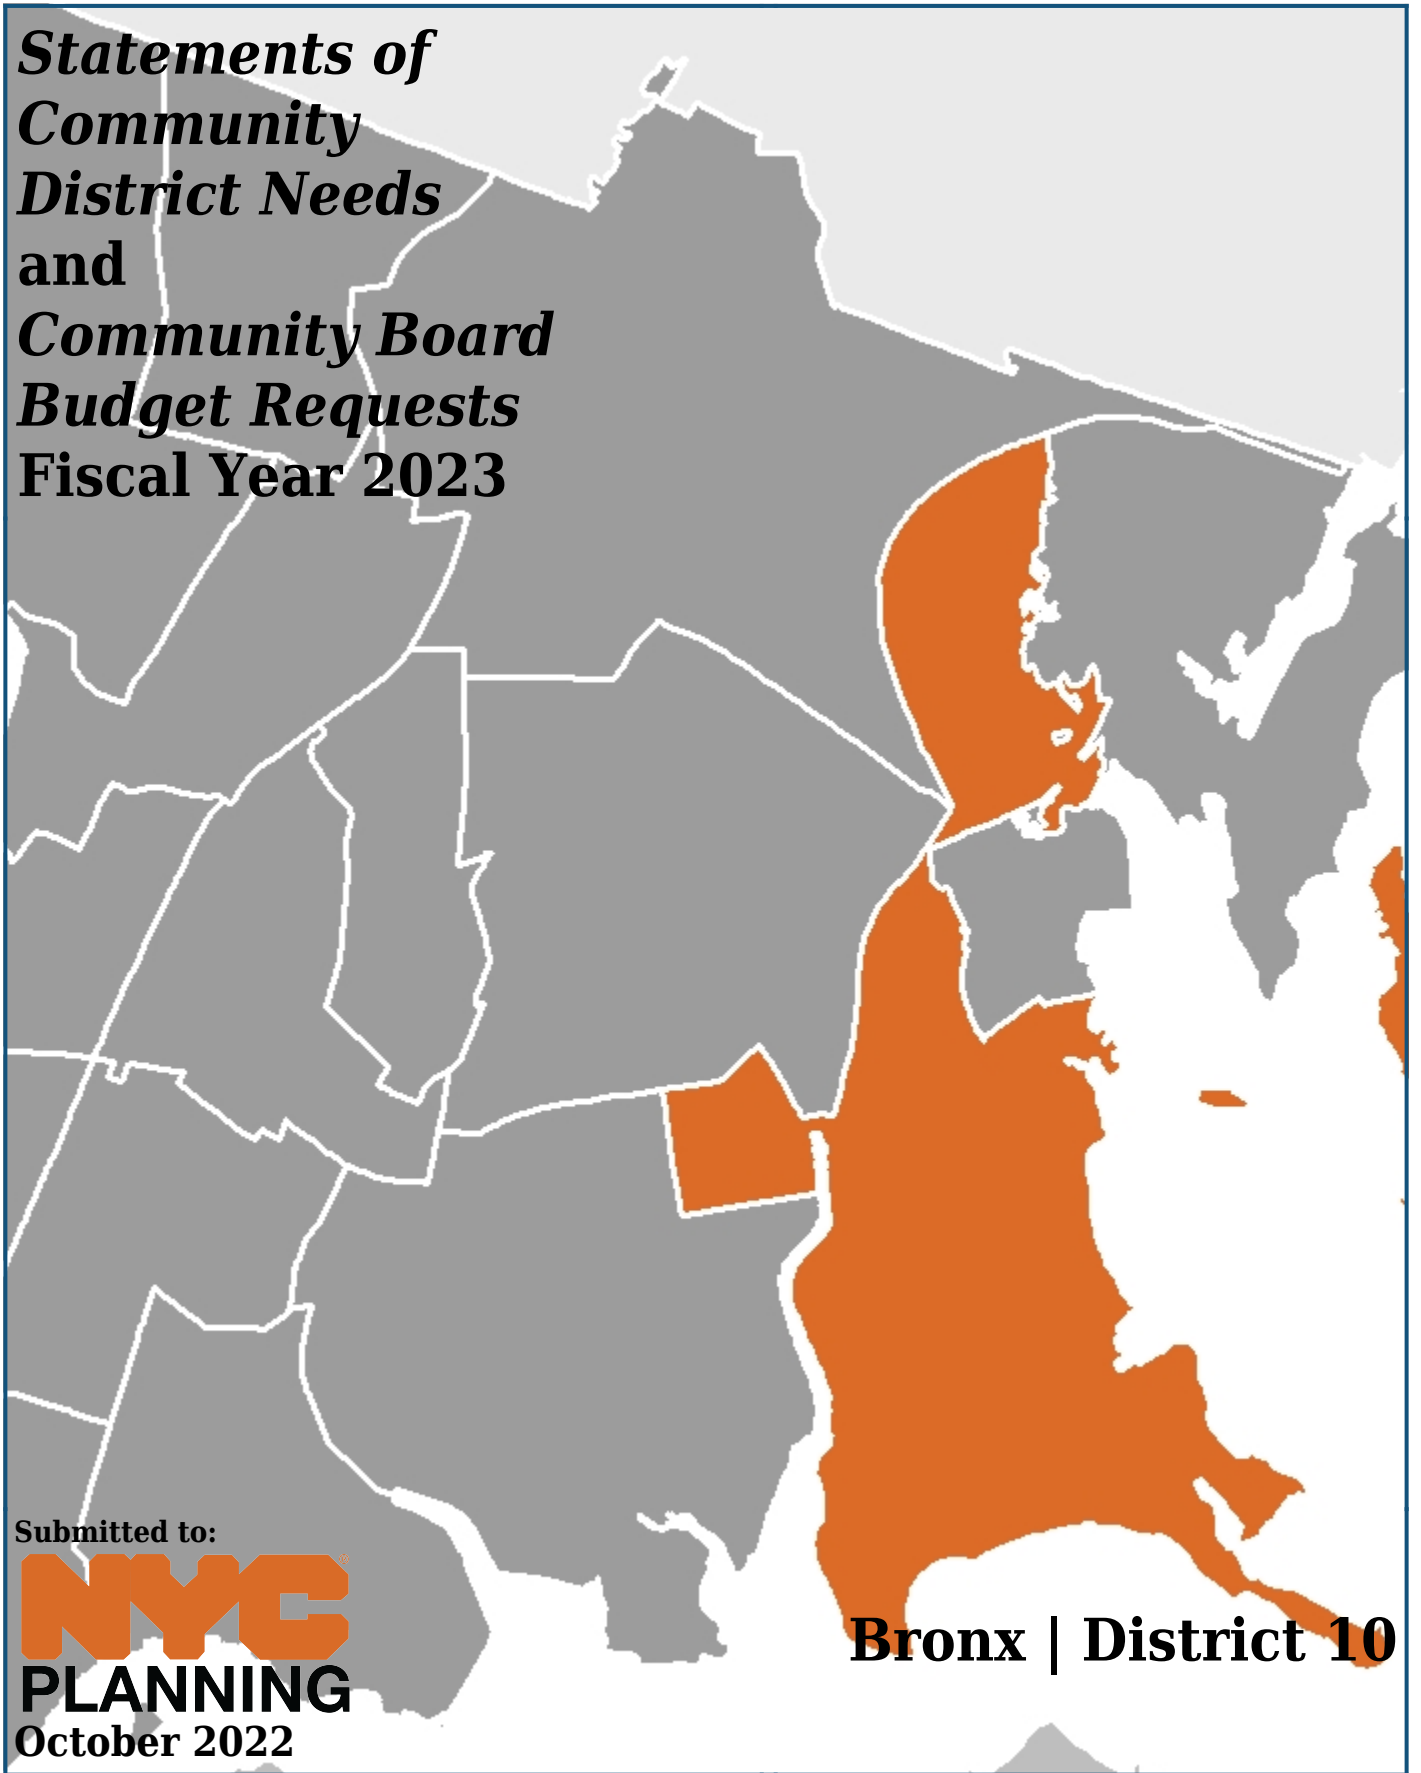 Statements of
Community
District Needs
and
Community Board
Budget Requests
Fiscal Year 2023
Submitted to:
NYC
®
PLANNING
October 2022
Bronx | District 10